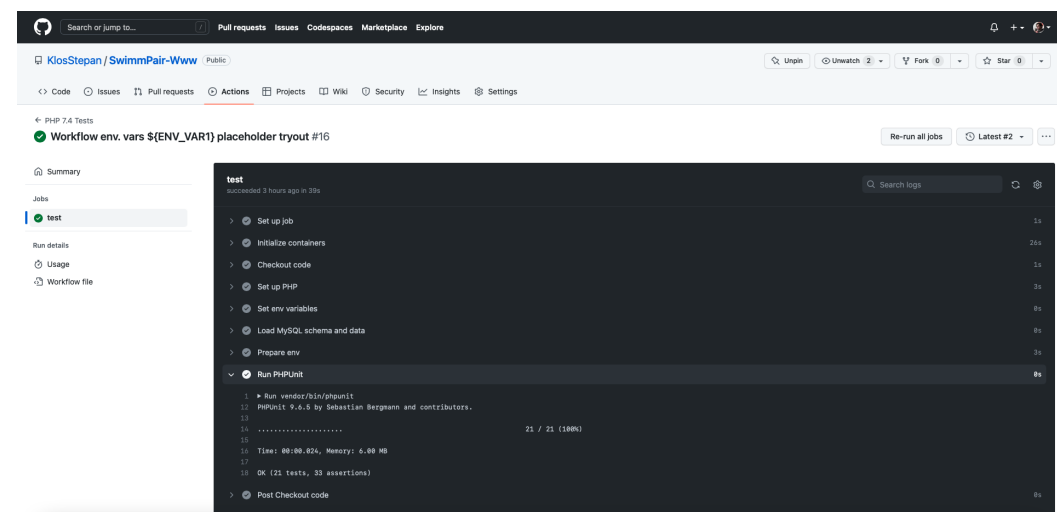 Search or jump to... /
Pull requests Issues Codespaces Marketplace Explore
KlosStepan / SwimmPair-Www Public
Unpin Unwatch 2 Fork 0 Star 0
<> Code Issues Pull requests Actions Projects Wiki Security Insights Settings
← PHP 7.4 Tests
Workflow env. vars ${ENV_VAR1} placeholder tryout #16
Re-run all jobs Latest #2 ...
Summary
Jobs
test
Run details
Usage
Workflow file
test
succeeded 3 hours ago in 39s
Search logs
Set up job 1s
Initialize containers 26s
Checkout code 1s
Set up PHP 3s
Set env variables 0s
Load MySQL schema and data 0s
Prepare env 3s
Run PHPUnit 0s
1 ▶ Run vendor/bin/phpunit
12 PHPUnit 9.6.5 by Sebastian Bergmann and contributors.
13
14 ..................... 21 / 21 (100%)
15
16 Time: 00:00.024, Memory: 6.00 MB
17
18 OK (21 tests, 33 assertions)
Post Checkout code 0s